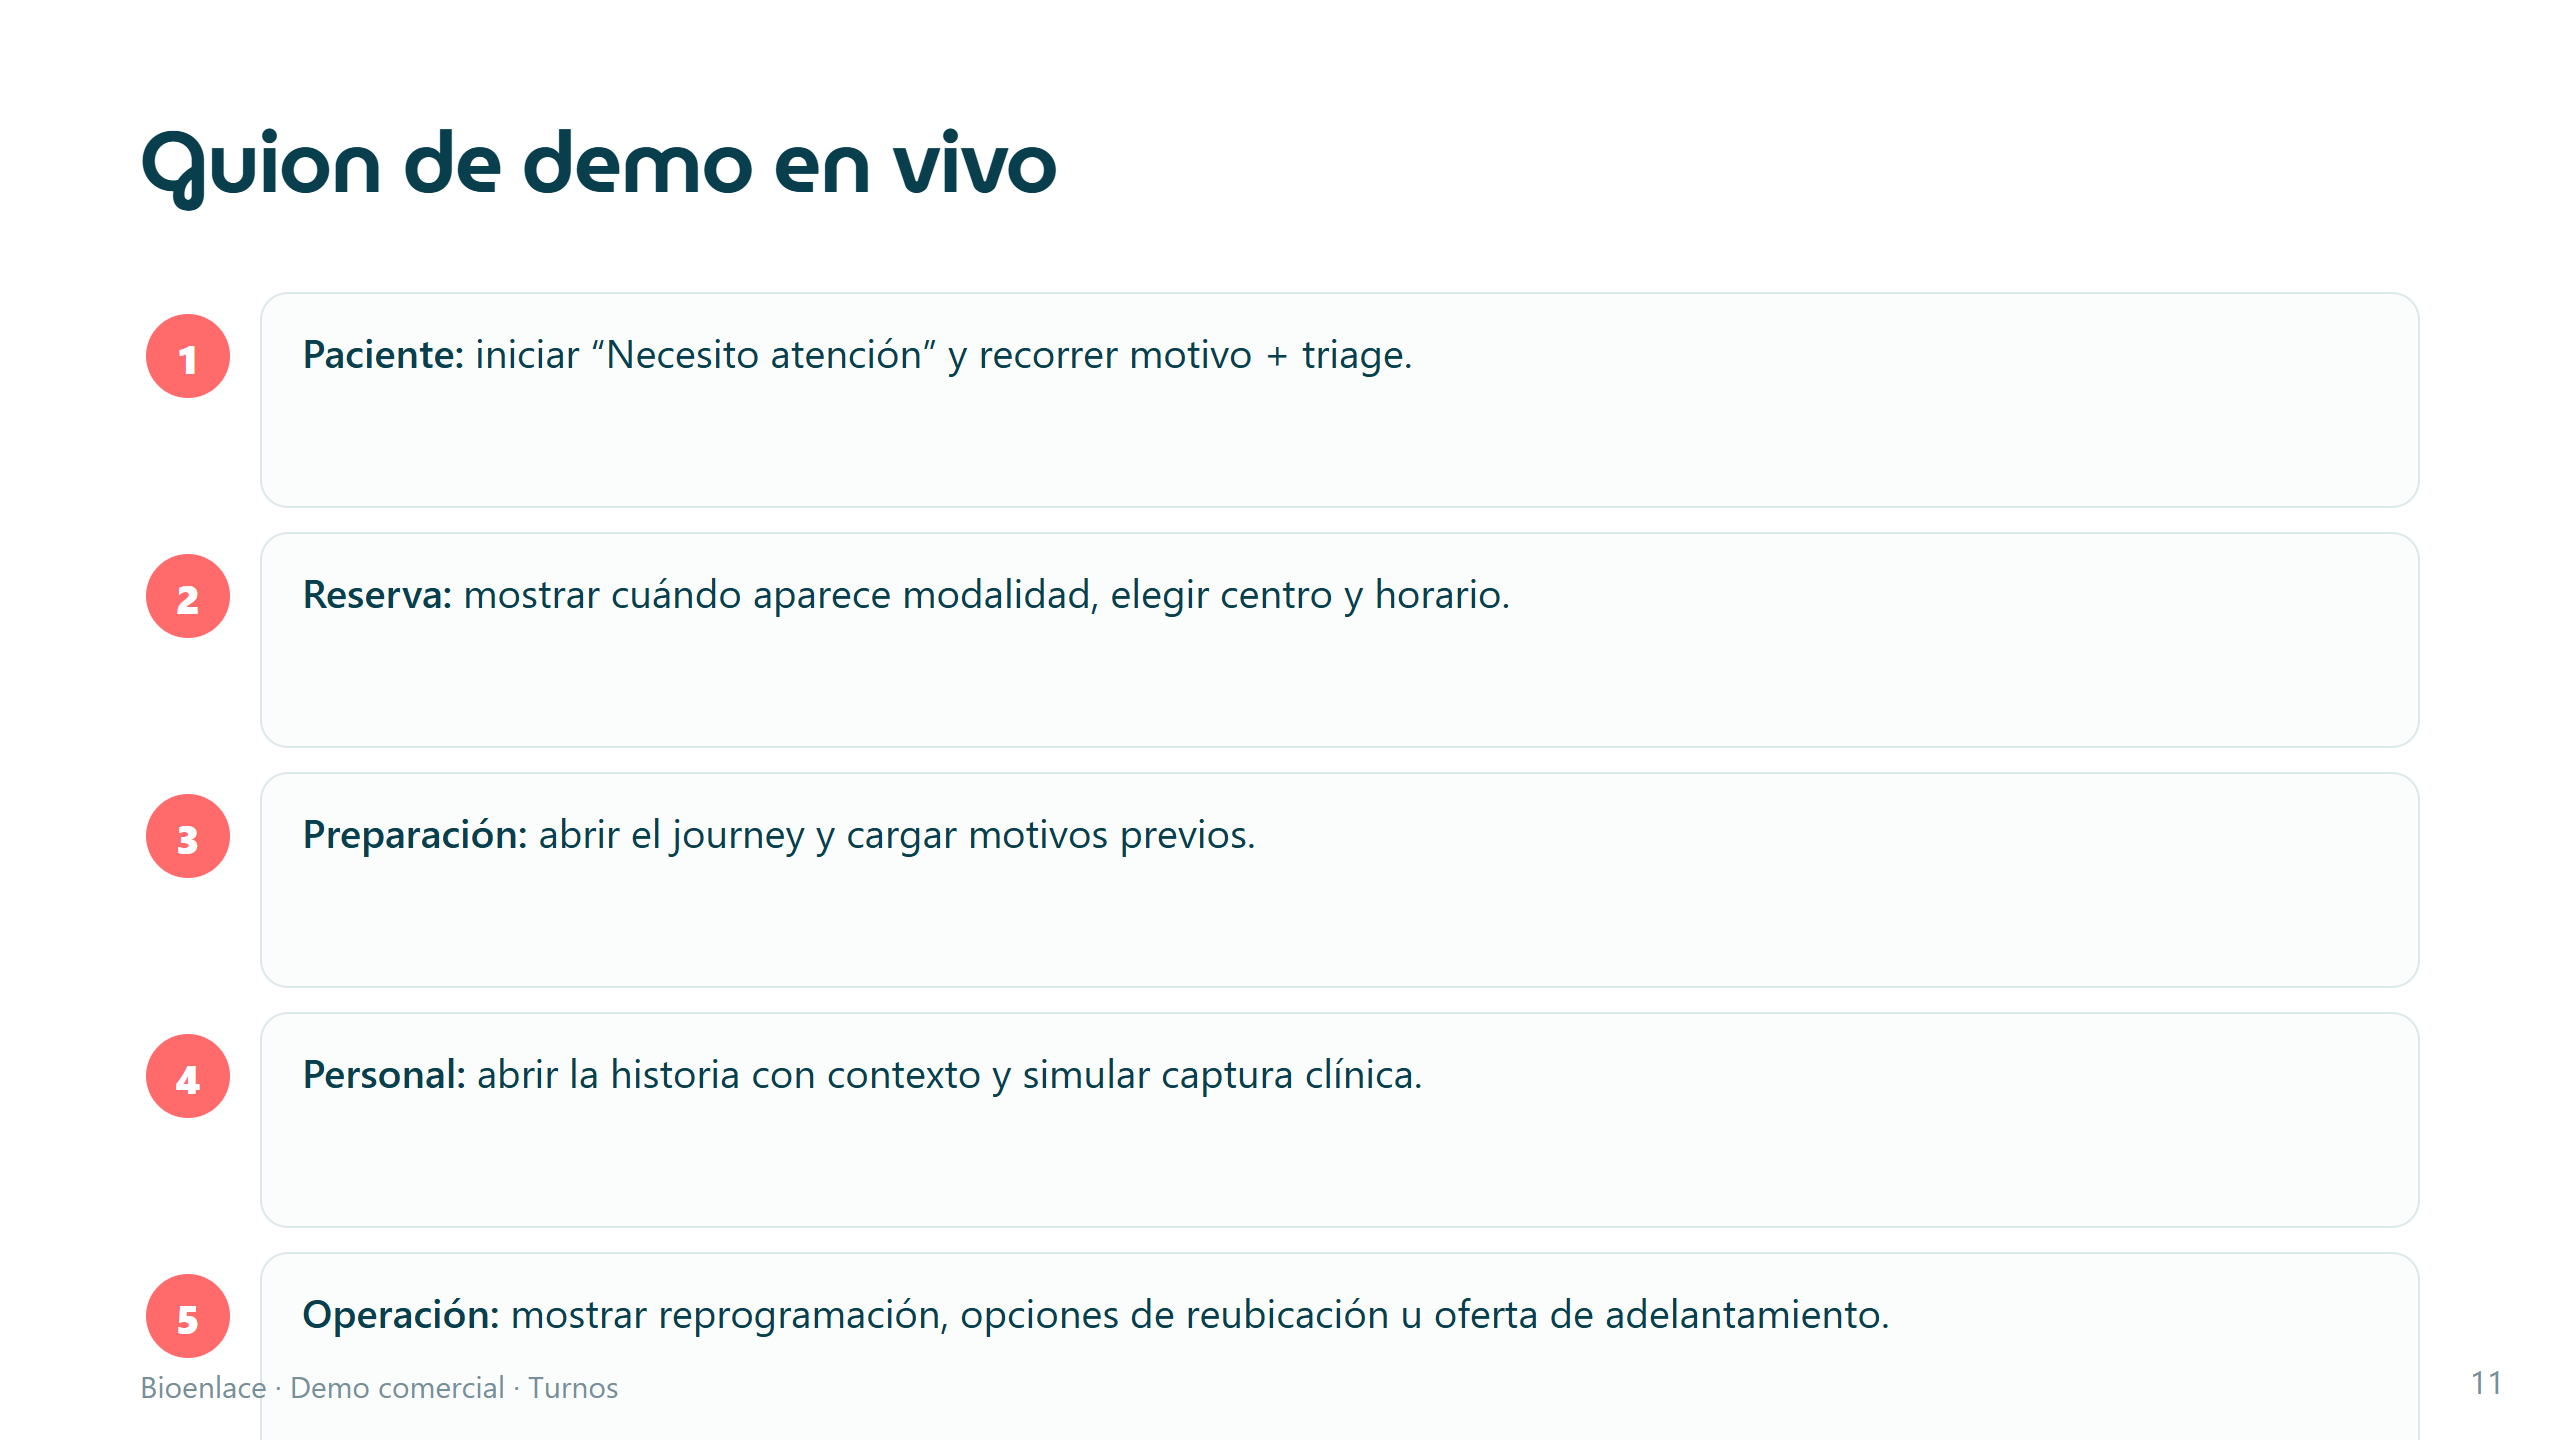 Guion de demo en vivo
1
Paciente: iniciar “Necesito atención” y recorrer motivo + triage.
2
Reserva: mostrar cuándo aparece modalidad, elegir centro y horario.
3
Preparación: abrir el journey y cargar motivos previos.
4
Personal: abrir la historia con contexto y simular captura clínica.
5
Operación: mostrar reprogramación, opciones de reubicación u oferta de adelantamiento.
Bioenlace · Demo comercial · Turnos
11